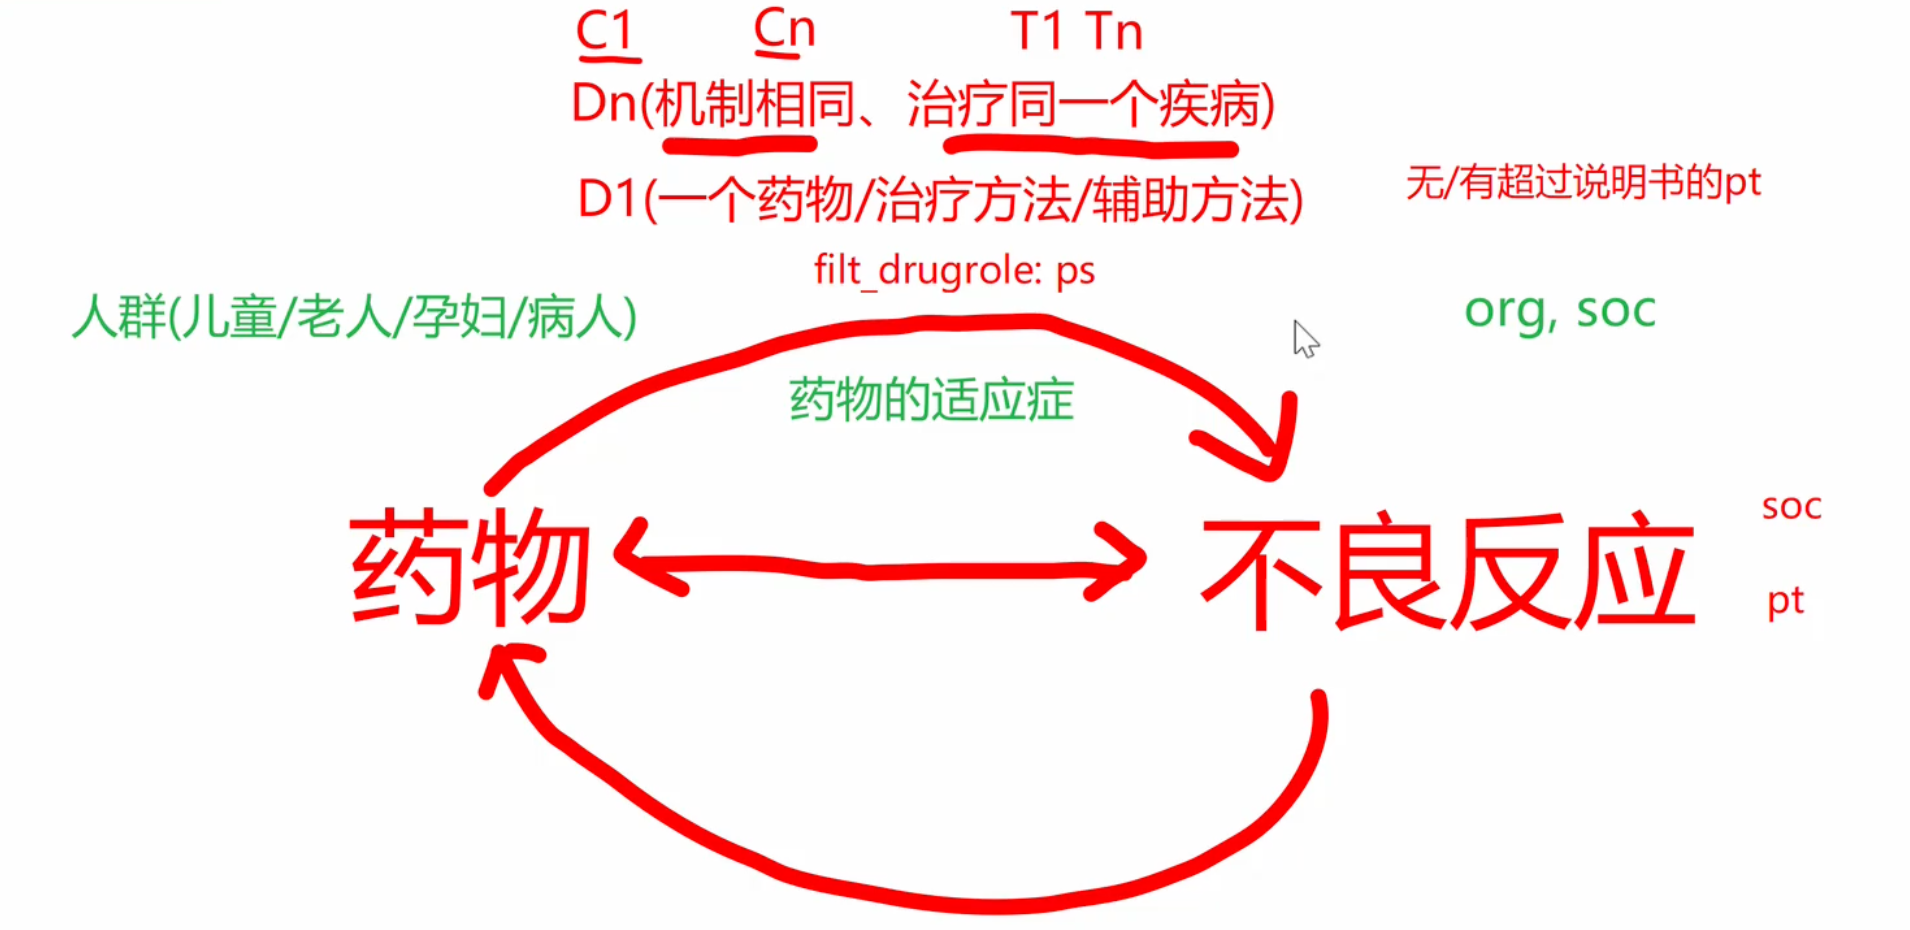 C1 Cn T1 Tn
Dn(机制相同、治疗同一个疾病)
D1(一个药物/治疗方法/辅助方法)
无/有超过说明书的pt
filt_drugrole: ps
人群(儿童/老人/孕妇/病人)
org, soc
药物的适应症
药物
不良反应
soc
pt